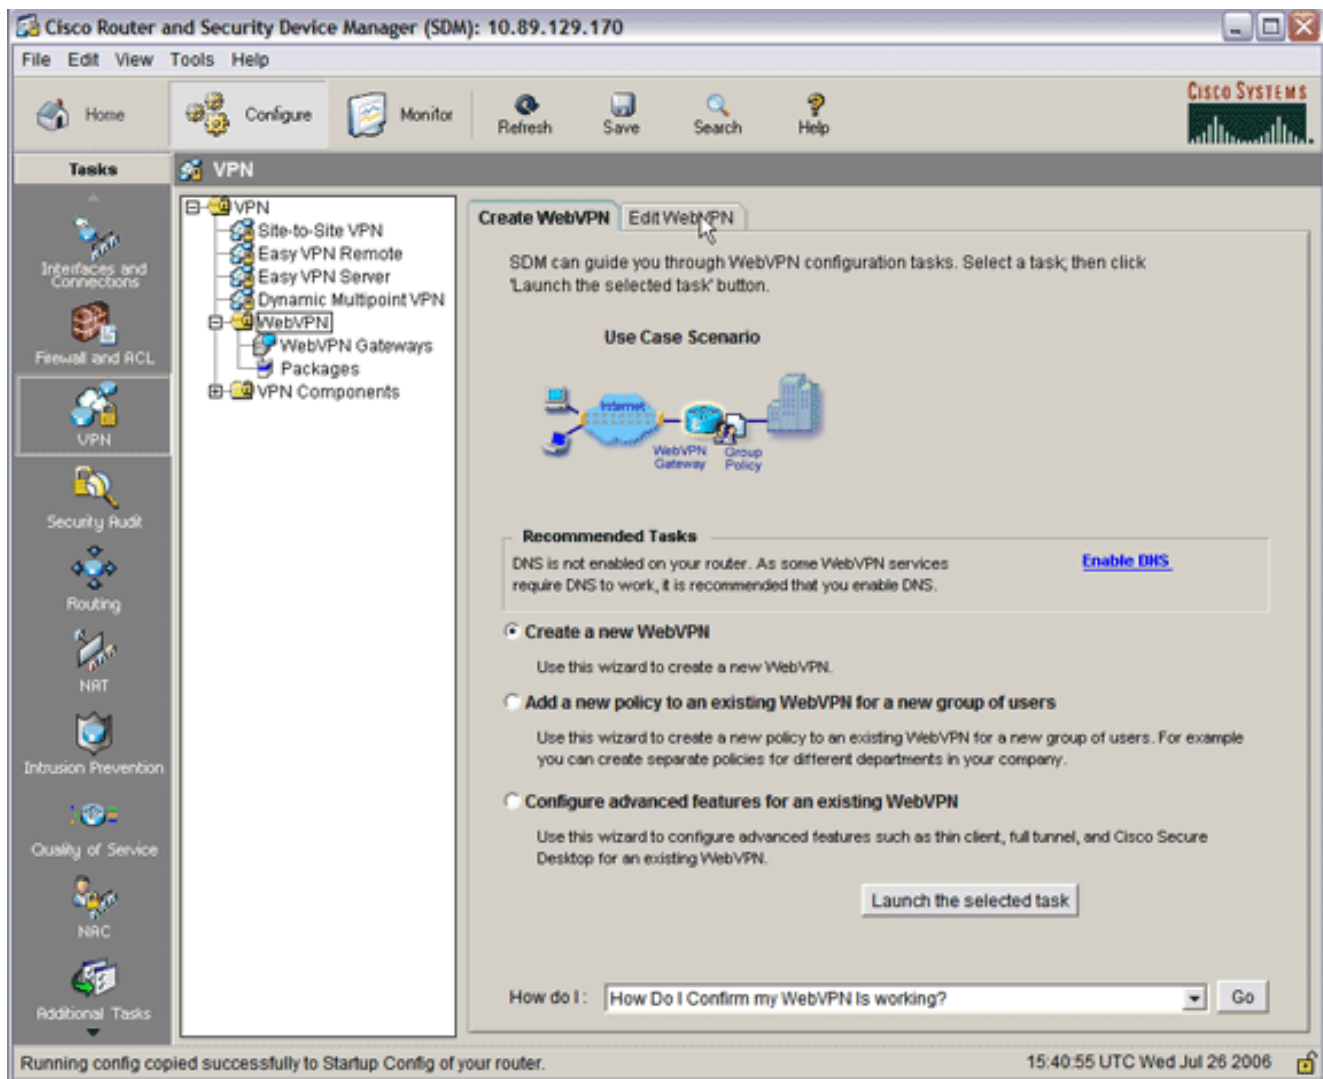 Cisco Router and Security Device Manager (SDM): 10.89.129.170
File Edit View Tools Help
Home
Configure
Monitor
Refresh
Save
Search
Help
CISCO SYSTEMS
Tasks
VPN
Interfaces and
Connections
Firewall and ACL
VPN
Security Audit
Routing
NAT
Intrusion Prevention
Quality of Service
NAC
Additional Tasks
VPN
Site-to-Site VPN
Easy VPN Remote
Easy VPN Server
Dynamic Multipoint VPN
WebVPN
WebVPN Gateways
Packages
VPN Components
Create WebVPN
Edit WebVPN
SDM can guide you through WebVPN configuration tasks. Select a task; then click
'Launch the selected task' button.
Use Case Scenario
Internet
WebVPN
Gateway
Group
Policy
Recommended Tasks
DNS is not enabled on your router. As some WebVPN services
require DNS to work, it is recommended that you enable DNS.
Enable DNS
Create a new WebVPN
Use this wizard to create a new WebVPN.
Add a new policy to an existing WebVPN for a new group of users
Use this wizard to create a new policy to an existing WebVPN for a new group of users. For example
you can create separate policies for different departments in your company.
Configure advanced features for an existing WebVPN
Use this wizard to configure advanced features such as thin client, full tunnel, and Cisco Secure
Desktop for an existing WebVPN.
Launch the selected task
How do I :
How Do I Confirm my WebVPN Is working?
Go
Running config copied successfully to Startup Config of your router.
15:40:55 UTC Wed Jul 26 2006